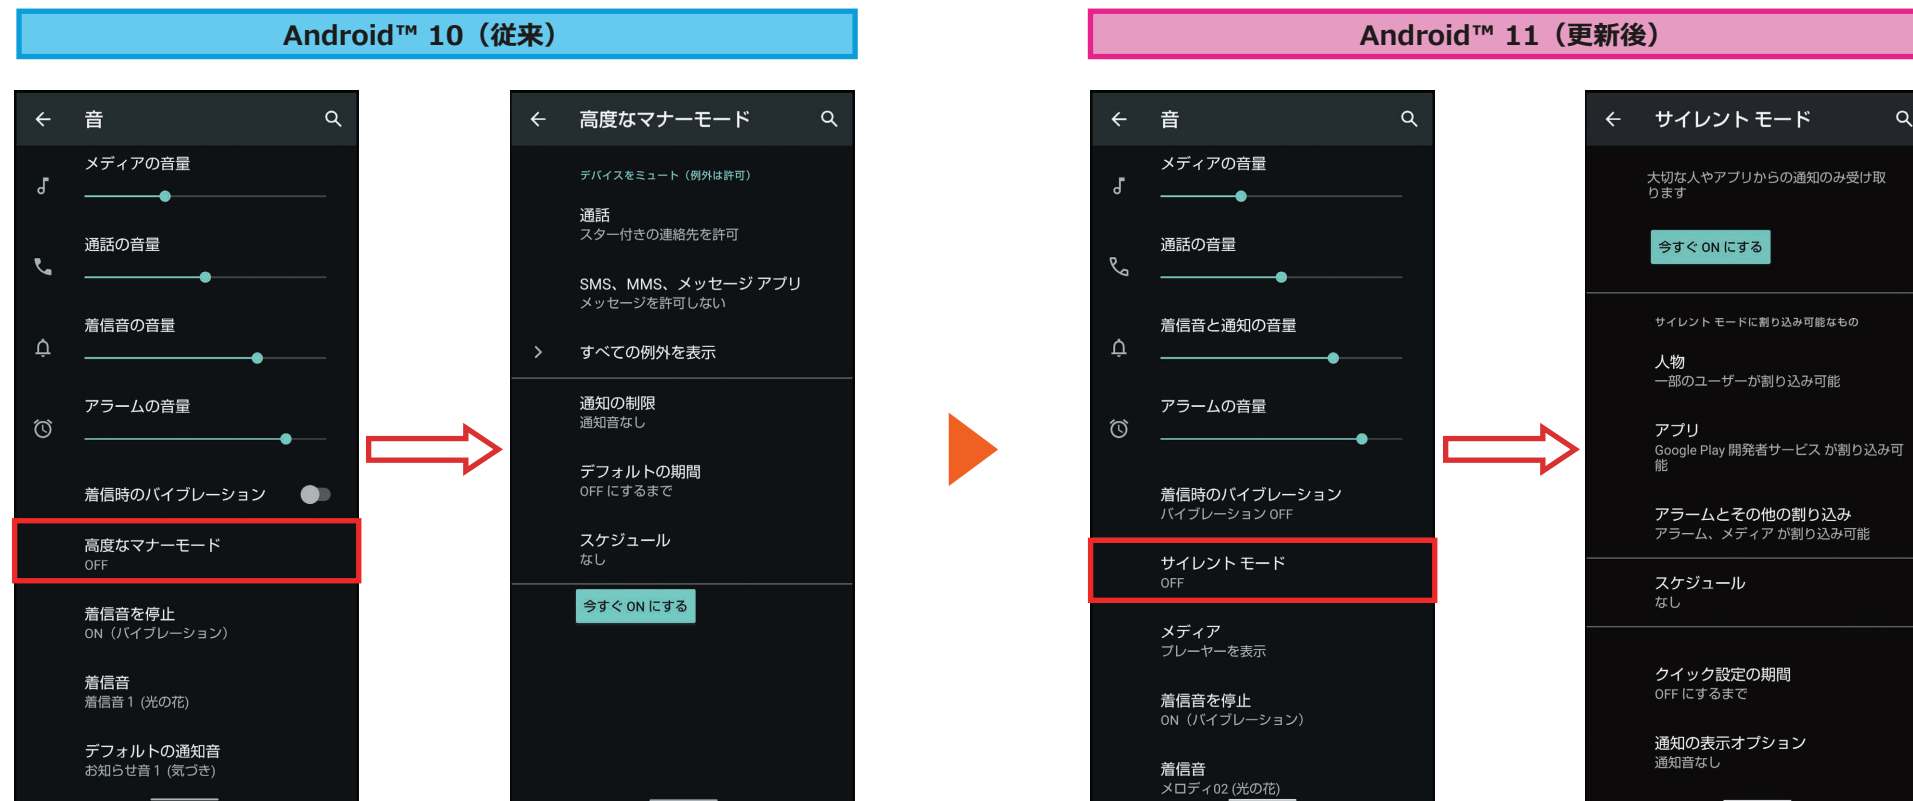 Android™ 10（従来）
音
メディアの音量
通話の音量
着信音の音量
アラームの音量
着信時のバイブレーション
高度なマナーモード
OFF
着信音を停止
ON（バイブレーション）
着信音
着信音１ (光の花)
デフォルトの通知音
お知らせ音１ (気づき)
高度なマナーモード
デバイスをミュート（例外は許可）
通話
スター付きの連絡先を許可
SMS、MMS、メッセージ アプリ
メッセージを許可しない
すべての例外を表示
通知の制限
通知音なし
デフォルトの期間
OFF にするまで
スケジュール
なし
今すぐ ON にする
Android™ 11（更新後）
音
メディアの音量
通話の音量
着信音と通知の音量
アラームの音量
着信時のバイブレーション
バイブレーション OFF
サイレント モード
OFF
メディア
プレーヤーを表示
着信音を停止
ON（バイブレーション）
着信音
メロディ02 (光の花)
サイレント モード
大切な人やアプリからの通知のみ受け取
ります
今すぐ ON にする
サイレント モードに割り込み可能なもの
人物
一部のユーザーが割り込み可能
アプリ
Google Play 開発者サービス が割り込み可
能
アラームとその他の割り込み
アラーム、メディア が割り込み可能
スケジュール
なし
クイック設定の期間
OFF にするまで
通知の表示オプション
通知音なし